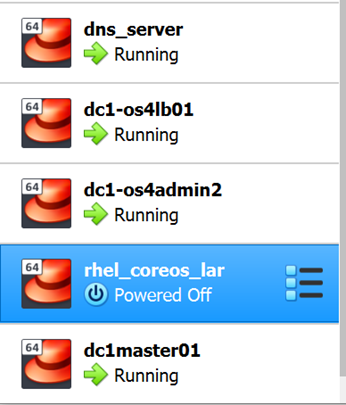 64
dns_server
Running
64
dc1-os4lb01
Running
64
dc1-os4admin2
Running
64
rhel_coreos_lar
Powered Off
64
dc1master01
Running